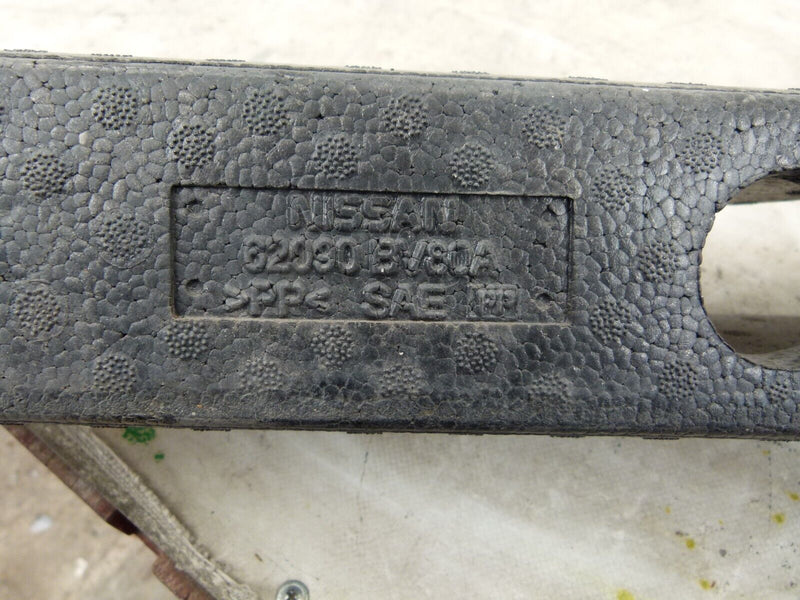 NISSAN
62090 BV80A
>PP< SAE